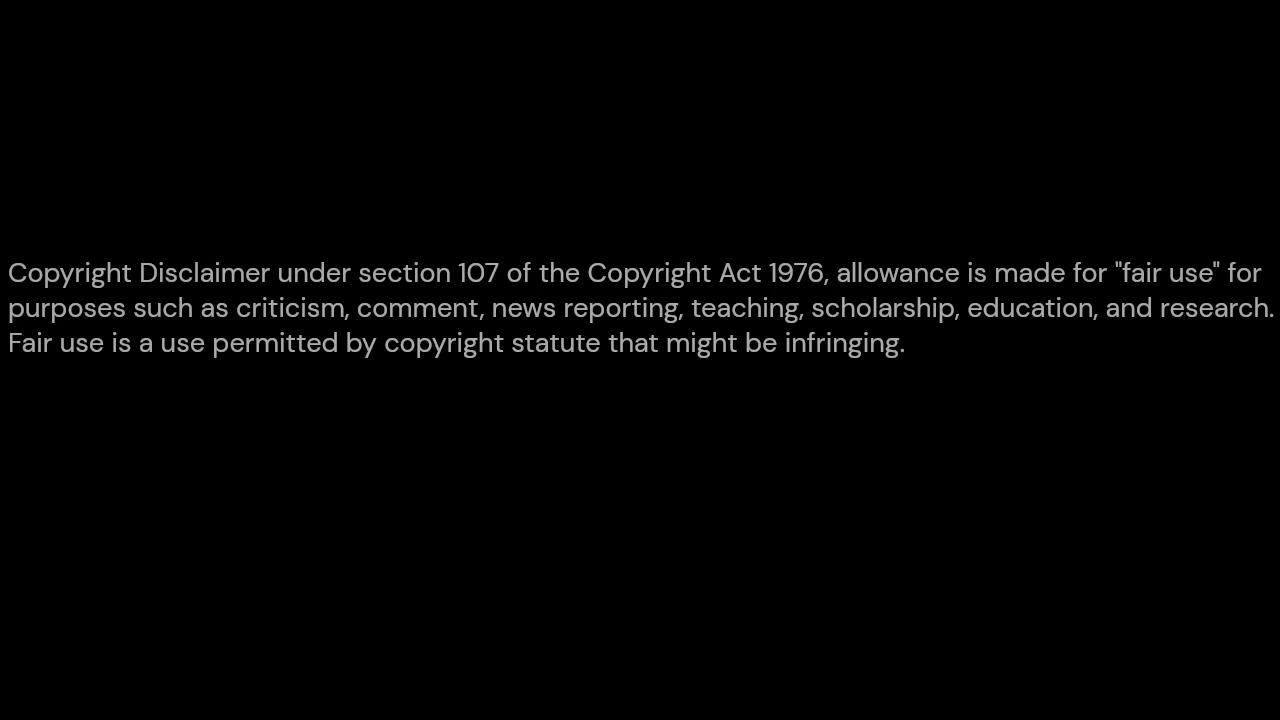 Copyright Disclaimer under section 107 of the Copyright Act 1976, allowance is made for "fair use" for
purposes such as criticism, comment, news reporting, teaching, scholarship, education, and research.
Fair use is a use permitted by copyright statute that might be infringing.